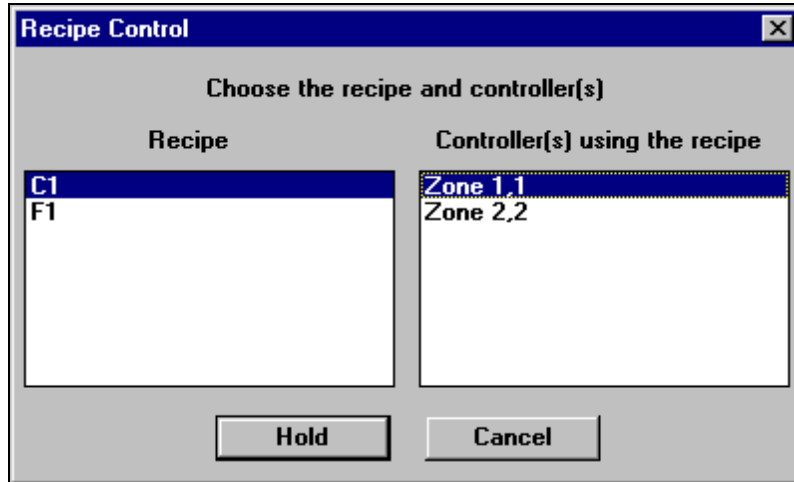 Recipe Control
Choose the recipe and controller(s)
Recipe
Controller(s) using the recipe
C1
F1
Zone 1,1
Zone 2,2
Hold
Cancel